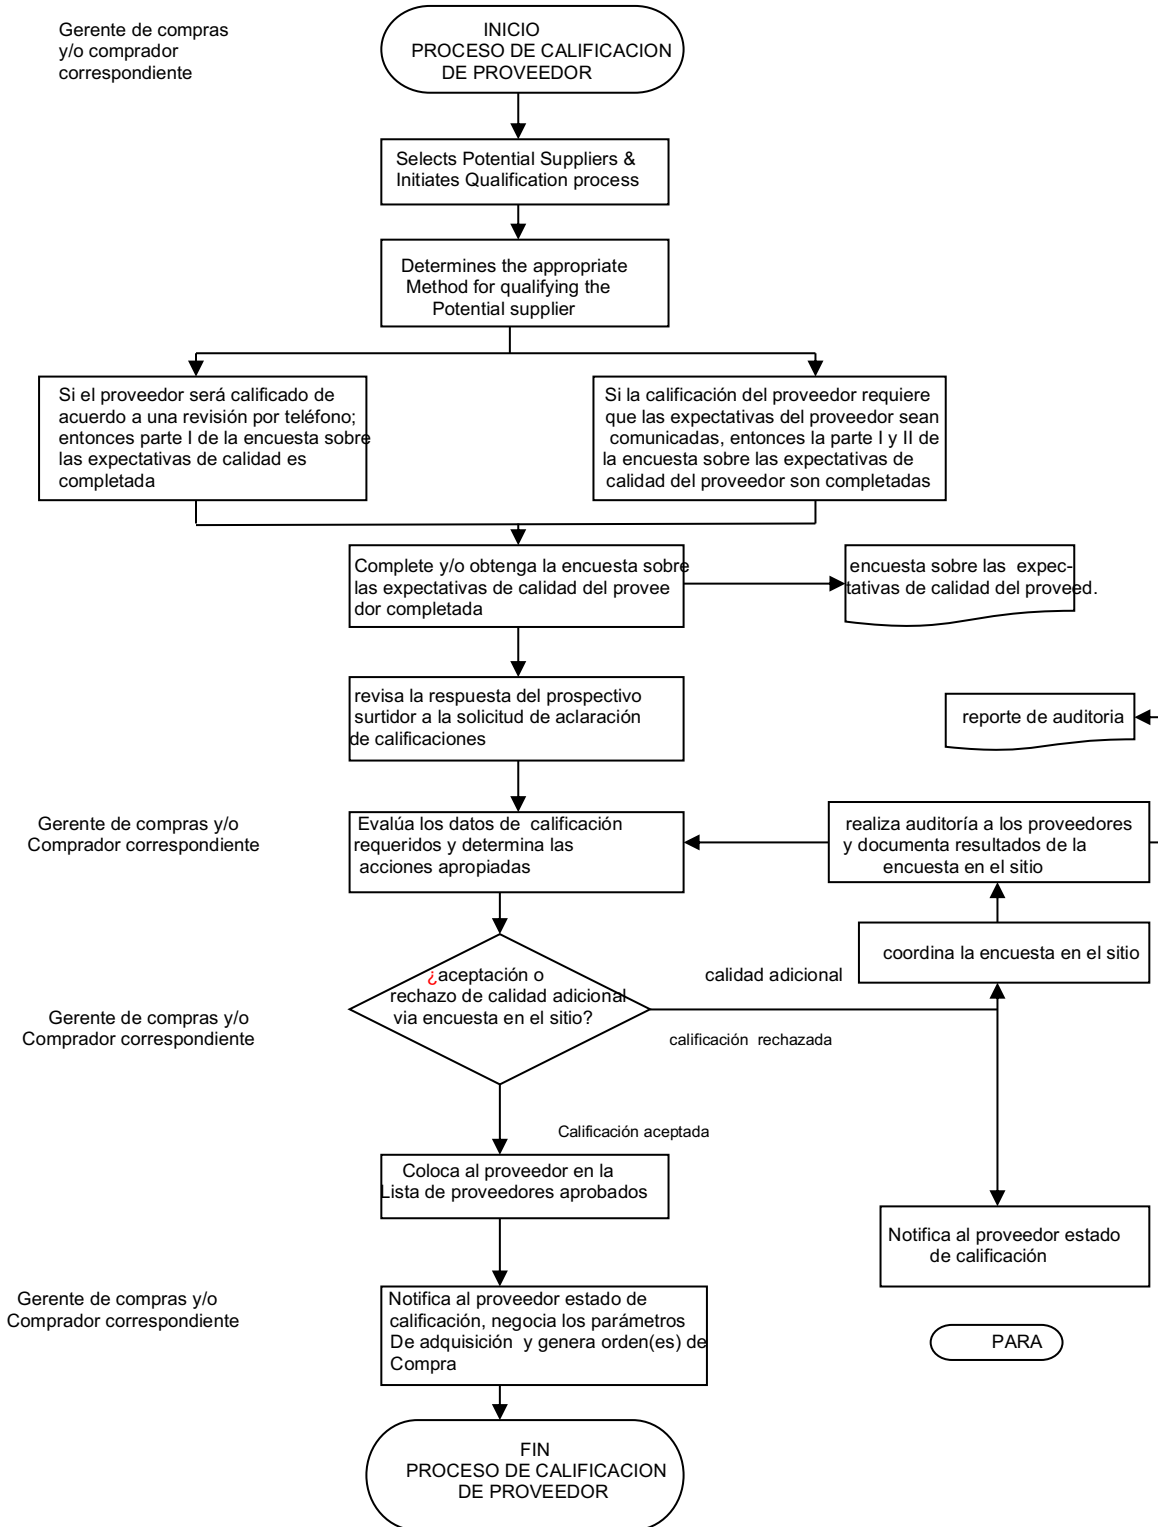 Gerente de compras
y/o comprador
correspondiente
INICIO
PROCESO DE CALIFICACION
DE PROVEEDOR
Selects Potential Suppliers &
Initiates Qualification process
Determines the appropriate
Method for qualifying the
Potential supplier
Si el proveedor será calificado de
acuerdo a una revisión por teléfono;
entonces parte I de la encuesta sobre
las expectativas de calidad es
completada
Si la calificación del proveedor requiere
que las expectativas del proveedor sean
comunicadas, entonces la parte I y II de
la encuesta sobre las expectativas de
calidad del proveedor son completadas
Complete y/o obtenga la encuesta sobre
las expectativas de calidad del provee
dor completada
encuesta sobre las expec-
tativas de calidad del proveed.
revisa la respuesta del prospectivo
surtidor a la solicitud de aclaración
de calificaciones
reporte de auditoria
Gerente de compras y/o
Comprador correspondiente
Evalúa los datos de calificación
requeridos y determina las
acciones apropiadas
realiza auditoría a los proveedores
y documenta resultados de la
encuesta en el sitio
coordina la encuesta en el sitio
Gerente de compras y/o
Comprador correspondiente
¿aceptación o
rechazo de calidad adicional
via encuesta en el sitio?
calidad adicional
calificación rechazada
Calificación aceptada
Coloca al proveedor en la
Lista de proveedores aprobados
Notifica al proveedor estado
de calificación
Gerente de compras y/o
Comprador correspondiente
Notifica al proveedor estado de
calificación, negocia los parámetros
De adquisición y genera orden(es) de
Compra
PARA
FIN
PROCESO DE CALIFICACION
DE PROVEEDOR